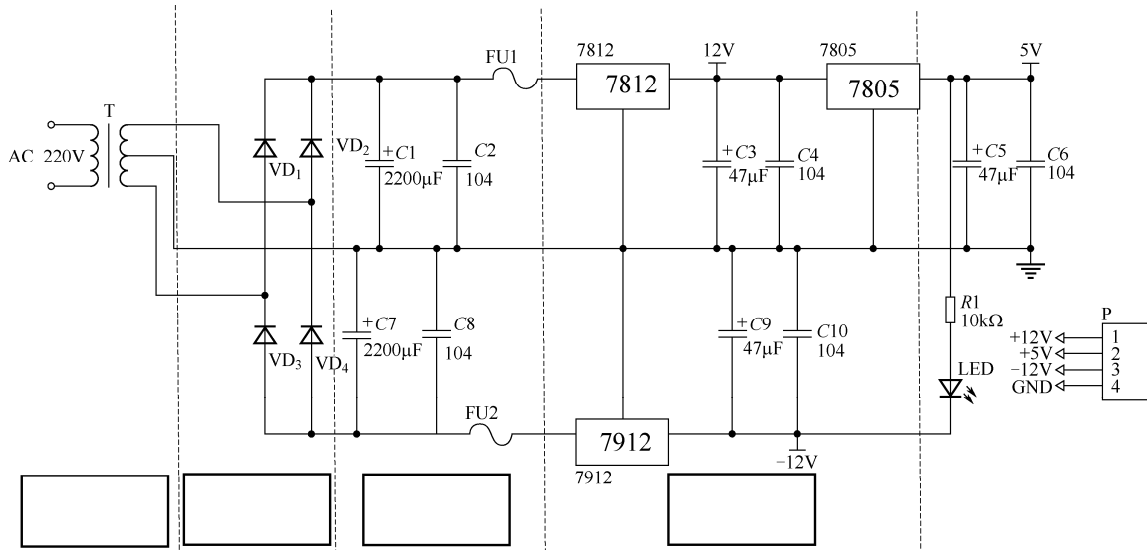 T
AC 220V
VD₁
VD₂
VD₃
VD₄
+C1
2200μF
C2
104
FU1
7812
7812
12V
+C3
47μF
C4
104
7805
7805
5V
+C5
47μF
C6
104
+C7
2200μF
C8
104
FU2
7912
7912
+C9
47μF
C10
104
−12V
R1
10kΩ
LED
P
+12V 1
+5V 2
−12V 3
GND 4